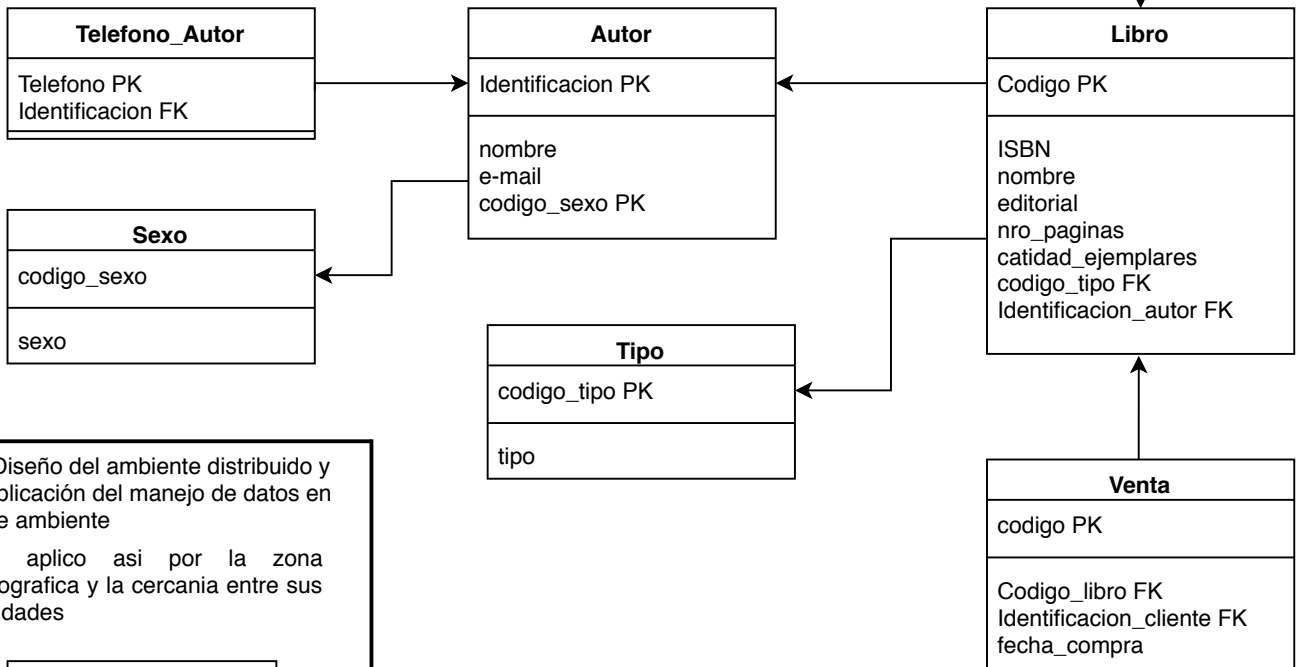 Telefono_Autor
Telefono PK
Identificacion FK
Autor
Identificacion PK
nombre
e-mail
codigo_sexo PK
Libro
Codigo PK
ISBN
nombre
editorial
nro_paginas
catidad_ejemplares
codigo_tipo FK
Identificacion_autor FK
Sexo
codigo_sexo
sexo
Tipo
codigo_tipo PK
tipo
Diseño del ambiente distribuido y
plicación del manejo de datos en
e ambiente
aplico asi por la zona
ografica y la cercania entre sus
dades
Venta
codigo PK
Codigo_libro FK
Identificacion_cliente FK
fecha_compra